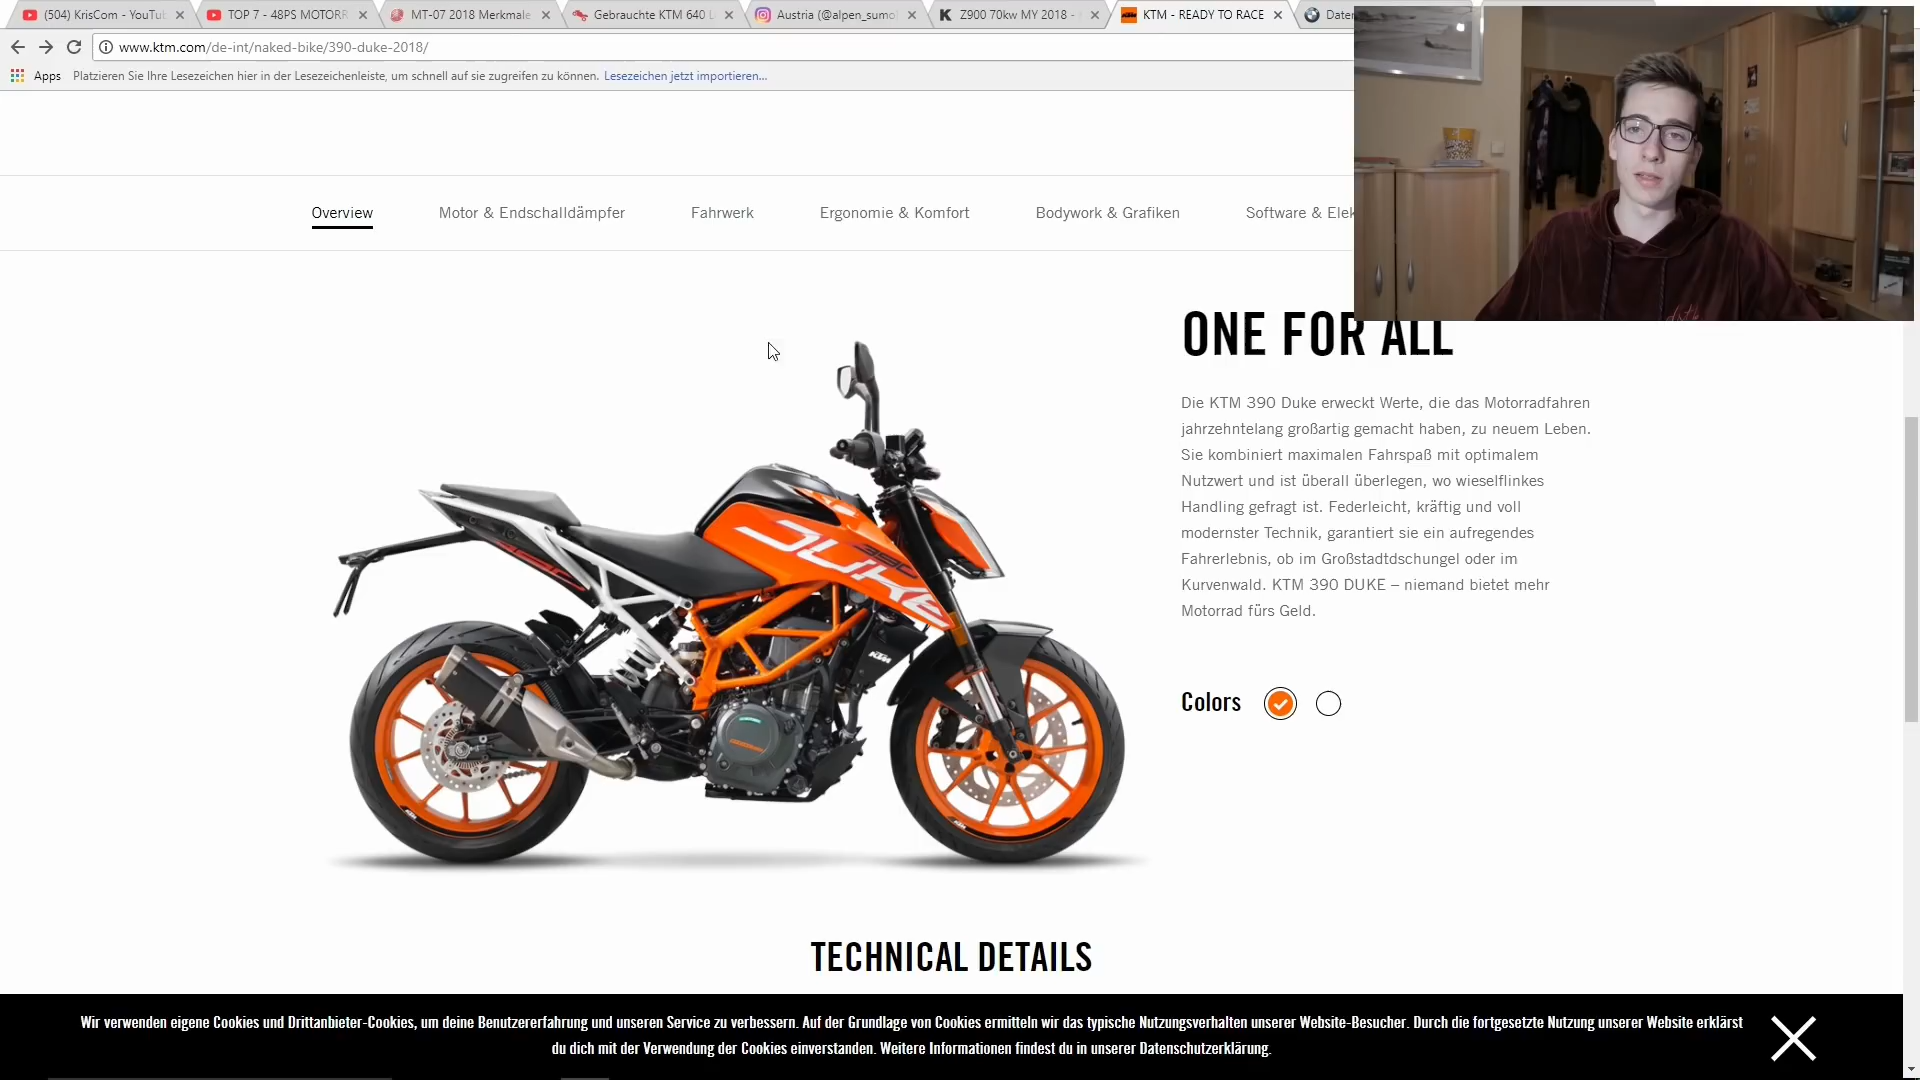 (504) KrisCom - YouTu
TOP 7 - 48PS MOTORR
MT-07 2018 Merkmale
Gebrauchte KTM 640 L
Austria (@alpen_sumo
Z900 70kw MY 2018 -
KTM - READY TO RACE
Daten
www.ktm.com/de-int/naked-bike/390-duke-2018/
Apps
Platzieren Sie Ihre Lesezeichen hier in der Lesezeichenleiste, um schnell auf sie zugreifen zu können. Lesezeichen jetzt importieren...
Overview
Motor & Endschalldämpfer
Fahrwerk
Ergonomie & Komfort
Bodywork & Grafiken
Software & Elek
ONE FOR ALL
Die KTM 390 Duke erweckt Werte, die das Motorradfahren
jahrzehntelang großartig gemacht haben, zu neuem Leben.
Sie kombiniert maximalen Fahrspaß mit optimalem
Nutzwert und ist überall überlegen, wo wieselflinkes
Handling gefragt ist. Federleicht, kräftig und voll
modernster Technik, garantiert sie ein aufregendes
Fahrerlebnis, ob im Großstadtdschungel oder im
Kurvenwald. KTM 390 DUKE – niemand bietet mehr
Motorrad fürs Geld.
Colors
DUKE
390
KTM
TECHNICAL DETAILS
Wir verwenden eigene Cookies und Drittanbieter-Cookies, um deine Benutzererfahrung und unseren Service zu verbessern. Auf der Grundlage von Cookies ermitteln wir das typische Nutzungsverhalten unserer Website-Besucher. Durch die fortgesetzte Nutzung unserer Website erklärst
du dich mit der Verwendung der Cookies einverstanden. Weitere Informationen findest du in unserer Datenschutzerklärung.